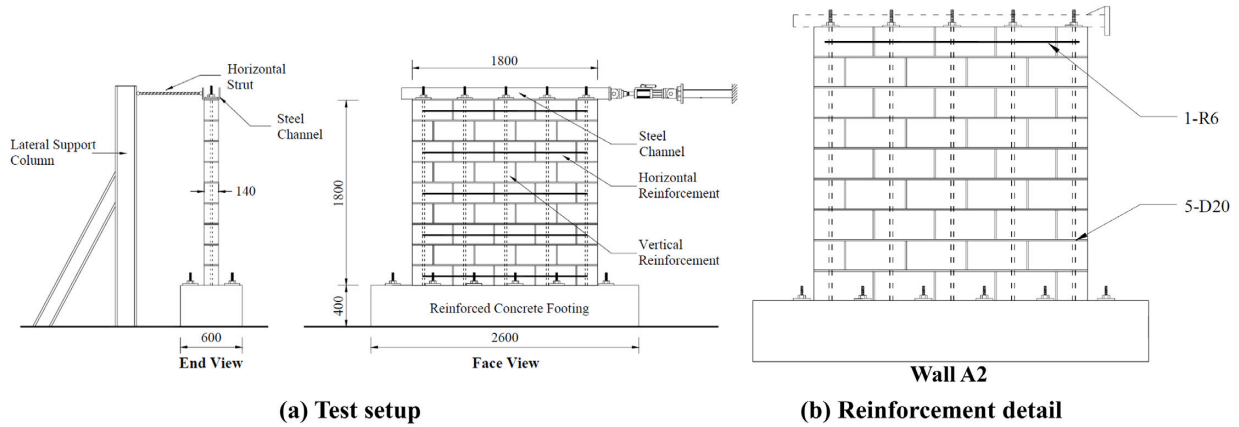 Horizontal
Strut
Steel
Channel
Lateral Support
Column
140
600
End View
1800
1800
400
Steel
Channel
Horizontal
Reinforcement
Vertical
Reinforcement
Reinforced Concrete Footing
2600
Face View
(a) Test setup
1-R6
5-D20
Wall A2
(b) Reinforcement detail